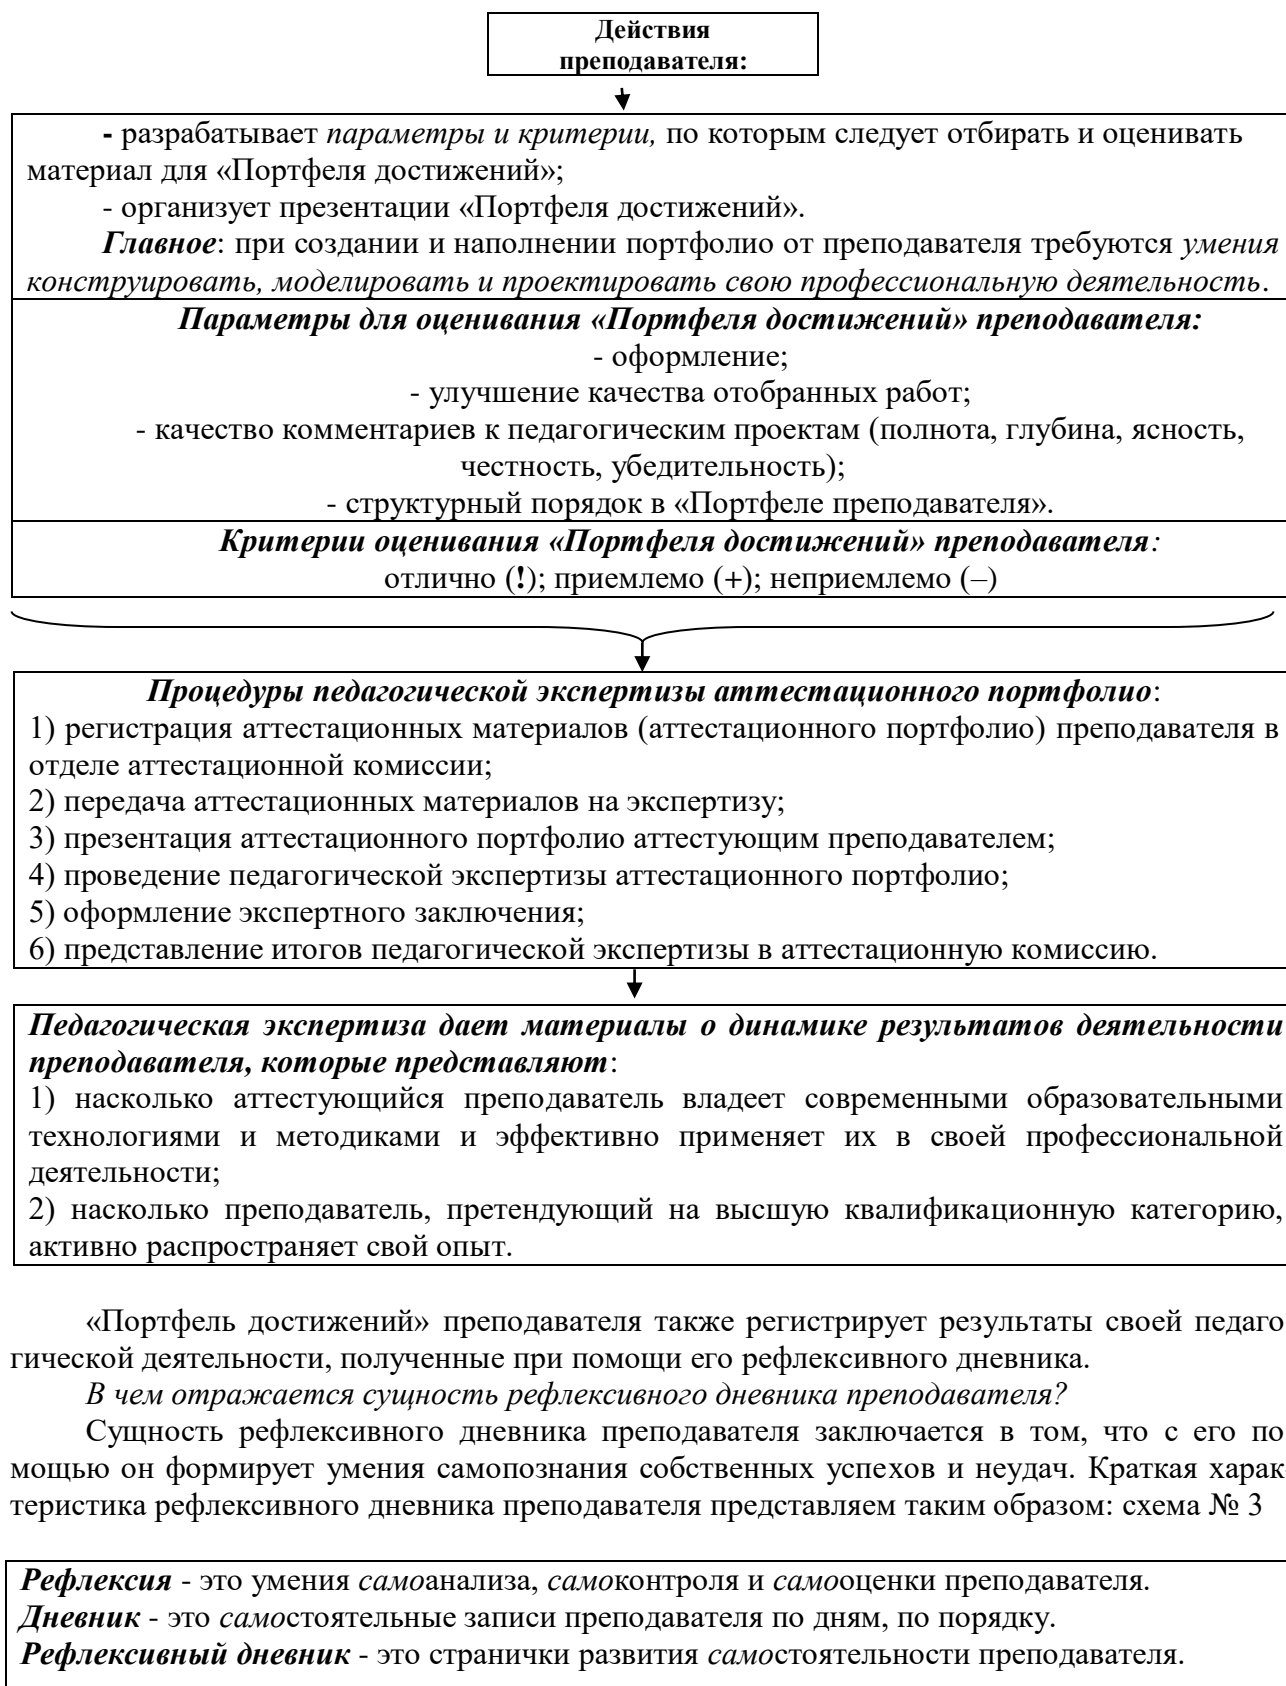 Действия
преподавателя:
- разрабатывает параметры и критерии, по которым следует отбирать и оценивать
материал для «Портфеля достижений»;
- организует презентации «Портфеля достижений».
Главное: при создании и наполнении портфолио от преподавателя требуются умения
конструировать, моделировать и проектировать свою профессиональную деятельность.
Параметры для оценивания «Портфеля достижений» преподавателя:
- оформление;
- улучшение качества отобранных работ;
- качество комментариев к педагогическим проектам (полнота, глубина, ясность,
честность, убедительность);
- структурный порядок в «Портфеле преподавателя».
Критерии оценивания «Портфеля достижений» преподавателя:
отлично (!); приемлемо (+); неприемлемо (–)
Процедуры педагогической экспертизы аттестационного портфолио:
1) регистрация аттестационных материалов (аттестационного портфолио) преподавателя в
отделе аттестационной комиссии;
2) передача аттестационных материалов на экспертизу;
3) презентация аттестационного портфолио аттестующим преподавателем;
4) проведение педагогической экспертизы аттестационного портфолио;
5) оформление экспертного заключения;
6) представление итогов педагогической экспертизы в аттестационную комиссию.
Педагогическая экспертиза дает материалы о динамике результатов деятельности
преподавателя, которые представляют:
1) насколько аттестующийся преподаватель владеет современными образовательными
технологиями и методиками и эффективно применяет их в своей профессиональной
деятельности;
2) насколько преподаватель, претендующий на высшую квалификационную категорию,
активно распространяет свой опыт.
«Портфель достижений» преподавателя также регистрирует результаты своей педаго
гической деятельности, полученные при помощи его рефлексивного дневника.
В чем отражается сущность рефлексивного дневника преподавателя?
Сущность рефлексивного дневника преподавателя заключается в том, что с его по
мощью он формирует умения самопознания собственных успехов и неудач. Краткая харак
теристика рефлексивного дневника преподавателя представляем таким образом: схема № 3
Рефлексия - это умения самоанализа, самоконтроля и самооценки преподавателя.
Дневник - это самостоятельные записи преподавателя по дням, по порядку.
Рефлексивный дневник - это странички развития самостоятельности преподавателя.